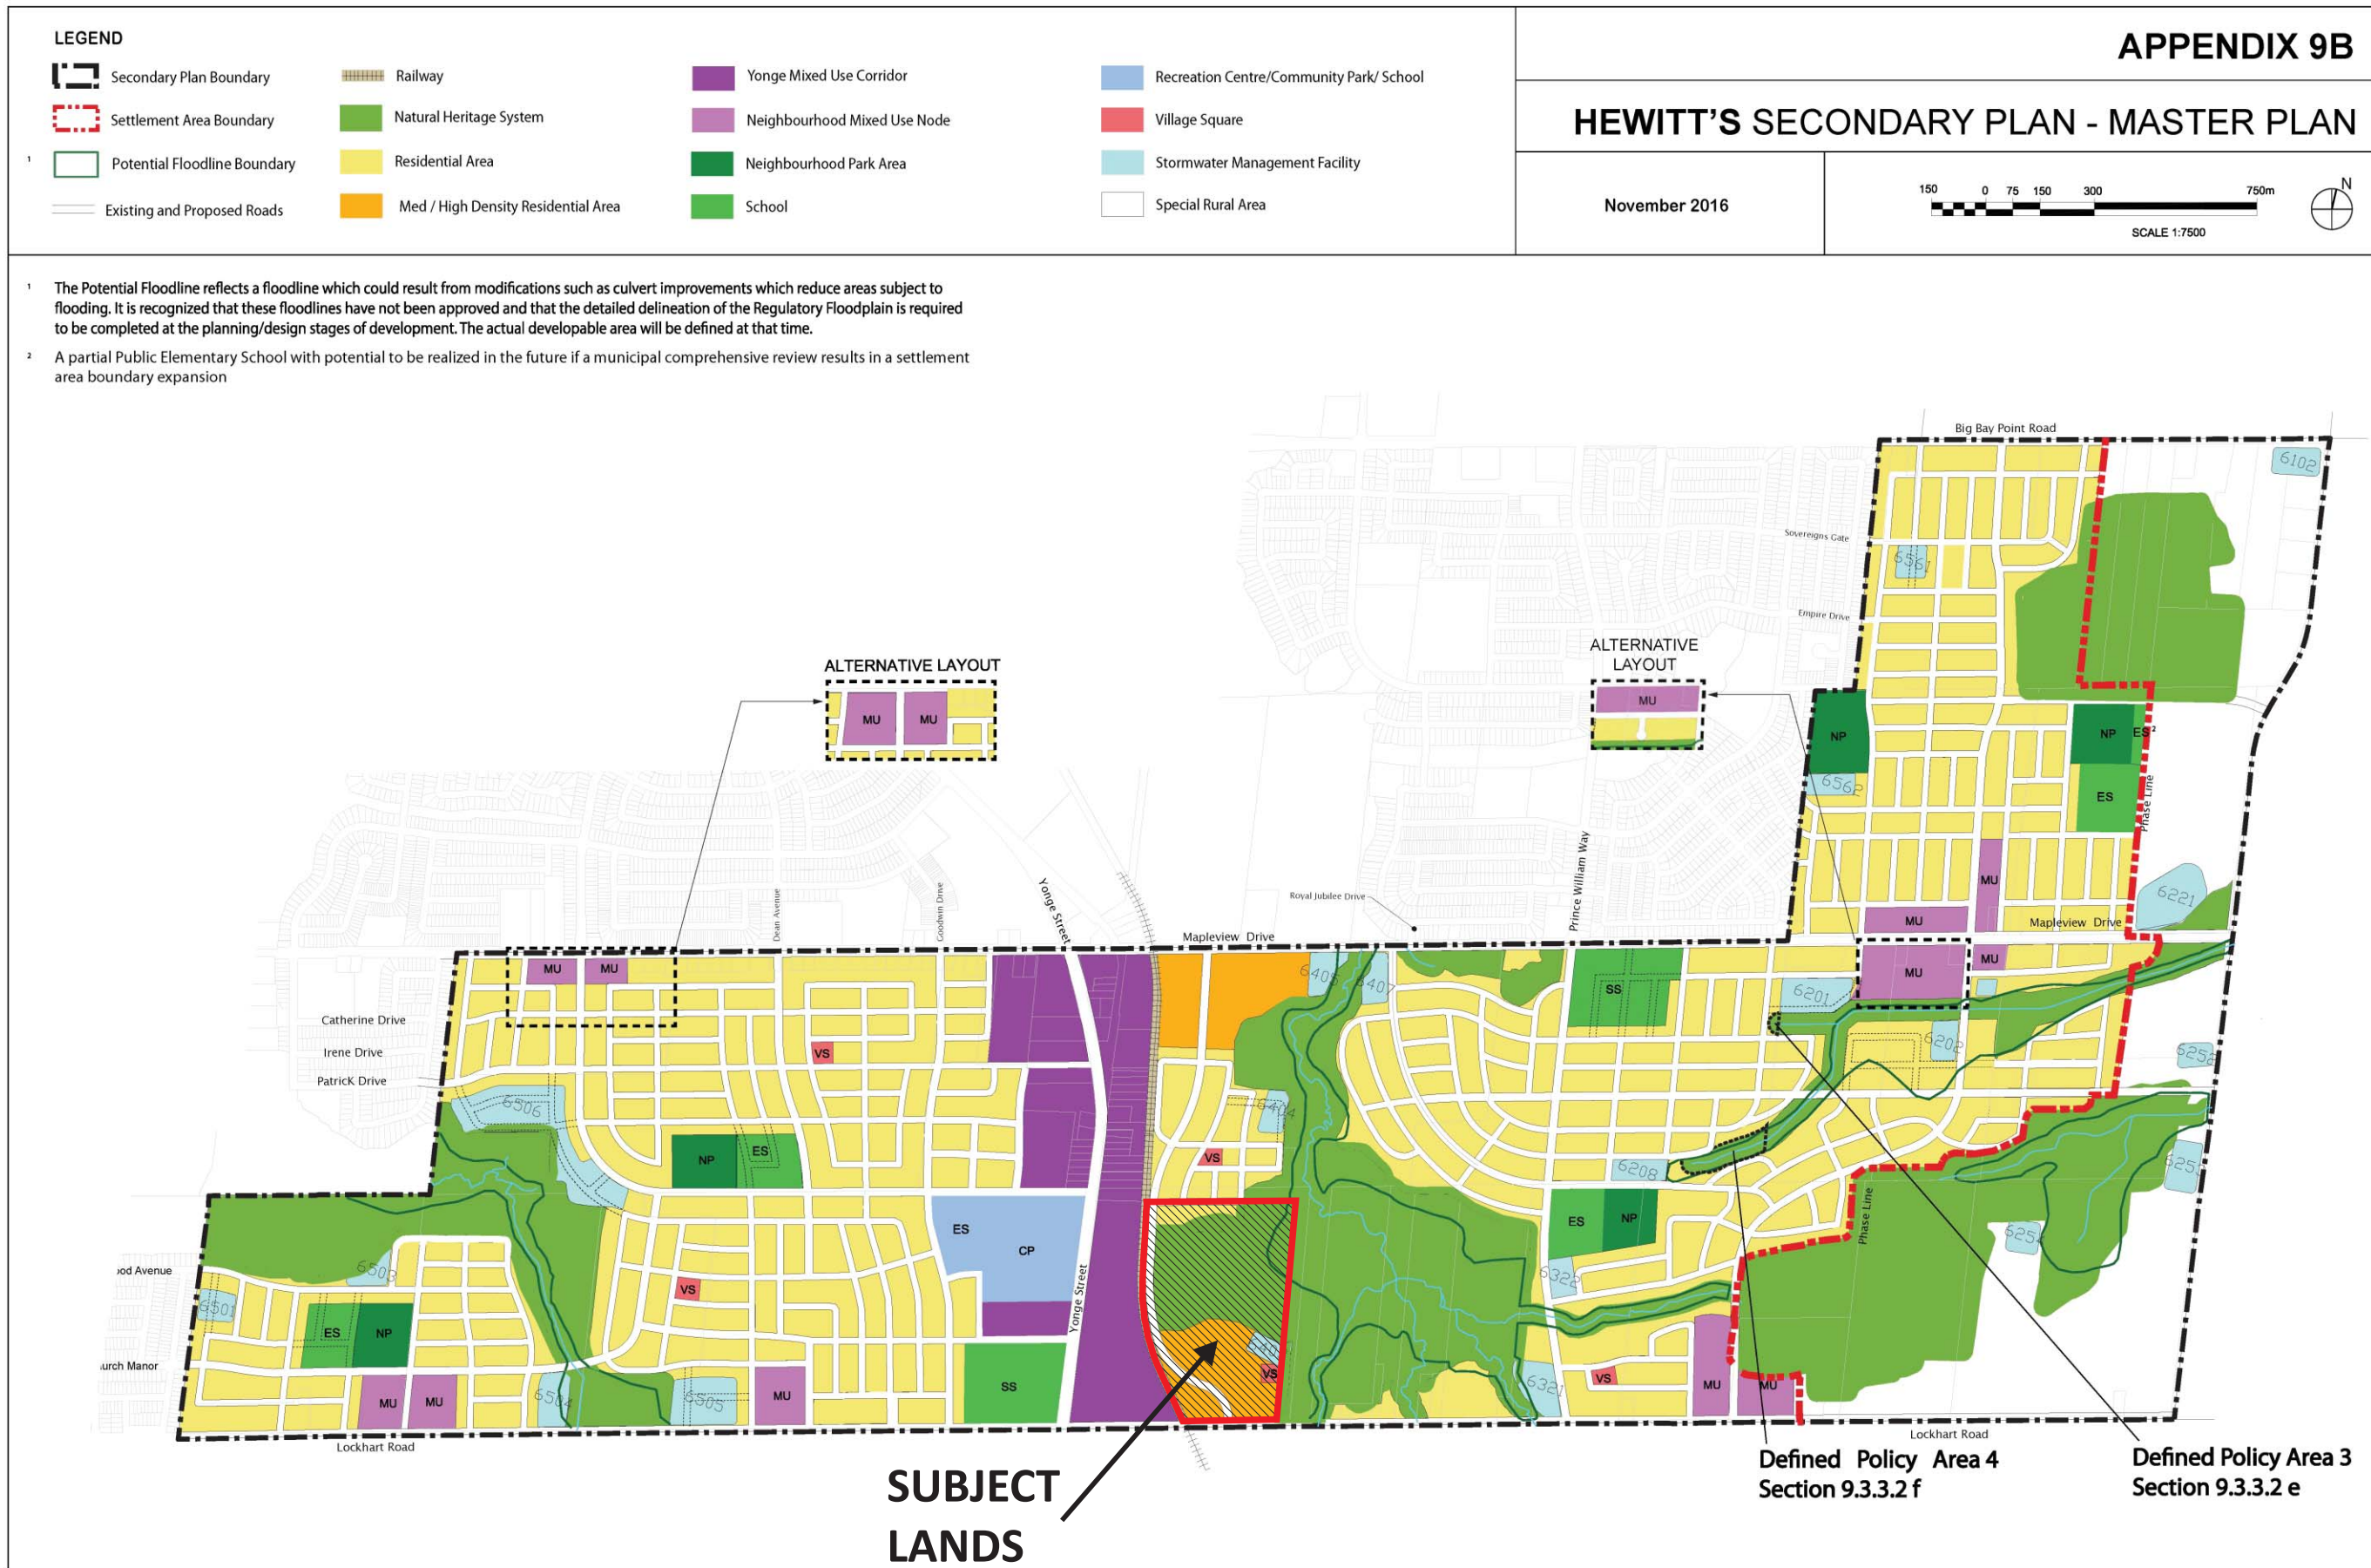 LEGEND
Secondary Plan Boundary
Settlement Area Boundary
1 Potential Floodline Boundary
Existing and Proposed Roads
Railway
Natural Heritage System
Residential Area
Med / High Density Residential Area
Yonge Mixed Use Corridor
Neighbourhood Mixed Use Node
Neighbourhood Park Area
School
Recreation Centre/Community Park/ School
Village Square
Stormwater Management Facility
Special Rural Area
APPENDIX 9B
HEWITT'S SECONDARY PLAN - MASTER PLAN
November 2016
150 0 75 150 300 750m
SCALE 1:7500
N
1 The Potential Floodline reflects a floodline which could result from modifications such as culvert improvements which reduce areas subject to
flooding. It is recognized that these floodlines have not been approved and that the detailed delineation of the Regulatory Floodplain is required
to be completed at the planning/design stages of development. The actual developable area will be defined at that time.
2 A partial Public Elementary School with potential to be realized in the future if a municipal comprehensive review results in a settlement
area boundary expansion
Big Bay Point Road
6102
Sovereigns Gate
6561
Empire Drive
ALTERNATIVE LAYOUT
MU MU
ALTERNATIVE
LAYOUT
MU
NP
NP ES 2
6562
ES
Phase Line
Prince William Way
Yonge Street
Dean Avenue
Goodwin Drive
Royal Jubilee Drive
MU
6221
MU
Mapleview Drive
Mapleview Drive
MU MU
6405
6407
SS
MU
MU
6201
Catherine Drive
Irene Drive
Patrick Drive
VS
6202
6252
6506
6404
NP ES
VS
6208
Phase Line
ES CP
ES NP
6254
ood Avenue
6503
6501
VS
6322
ES NP
Yonge Street
urch Manor
MU MU
6504
6505
MU
SS
VS
6321
VS
MU MU
Lockhart Road
Lockhart Road
SUBJECT
LANDS
Defined Policy Area 4
Section 9.3.3.2 f
Defined Policy Area 3
Section 9.3.3.2 e